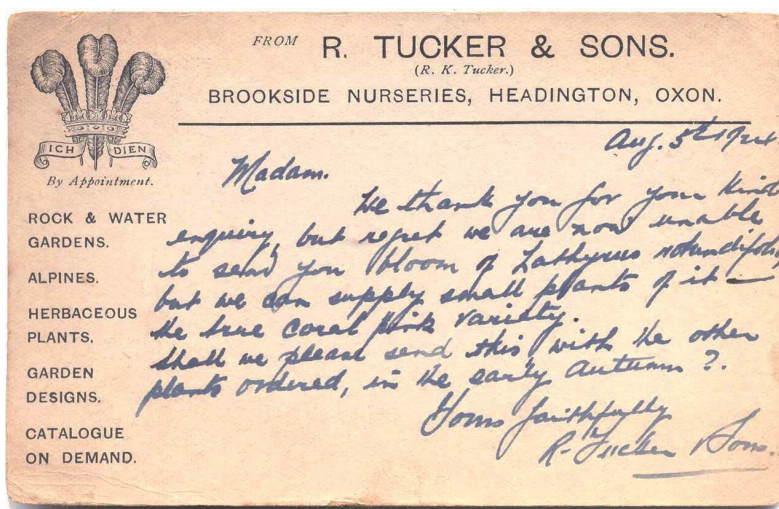 FROM R. TUCKER & SONS.
(R. K. Tucker.)
BROOKSIDE NURSERIES, HEADINGTON, OXON.
ICH DIEN
By Appointment.
ROCK & WATER
GARDENS.
ALPINES.
HERBACEOUS
PLANTS.
GARDEN
DESIGNS.
CATALOGUE
ON DEMAND.
Aug. 5th
Madam.
We thank you for your kind
enquiry, but regret we are now unable
to send you bloom of Lathyrus rotundifolius
but we can supply small plants of it —
the true Coral Pink variety.
Shall we please send this with the other
plants ordered, in the early Autumn?.
Yours faithfully
R. Tucker & Sons.